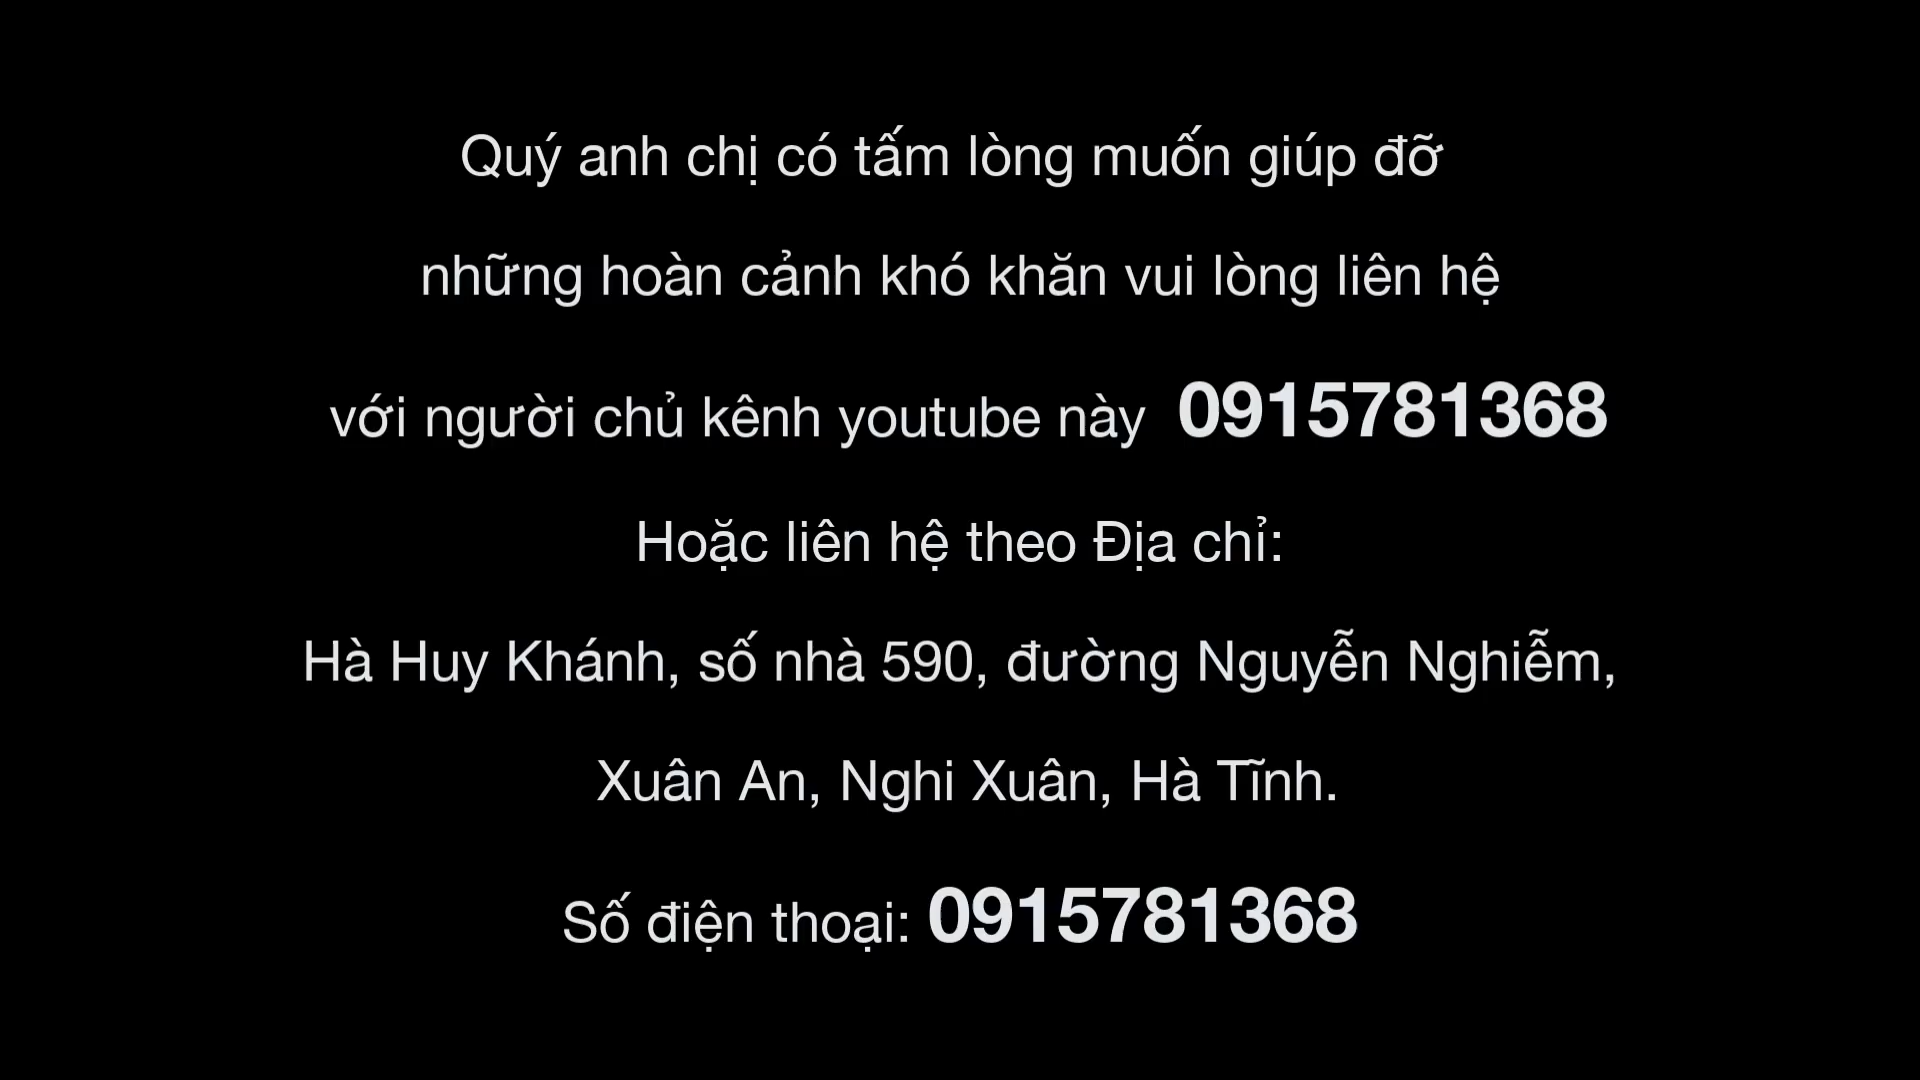 Quý anh chị có tấm lòng muốn giúp đỡ
những hoàn cảnh khó khăn vui lòng liên hệ
với người chủ kênh youtube này 0915781368
Hoặc liên hệ theo Địa chỉ:
Hà Huy Khánh, số nhà 590, đường Nguyễn Nghiễm,
Xuân An, Nghi Xuân, Hà Tĩnh.
Số điện thoại: 0915781368